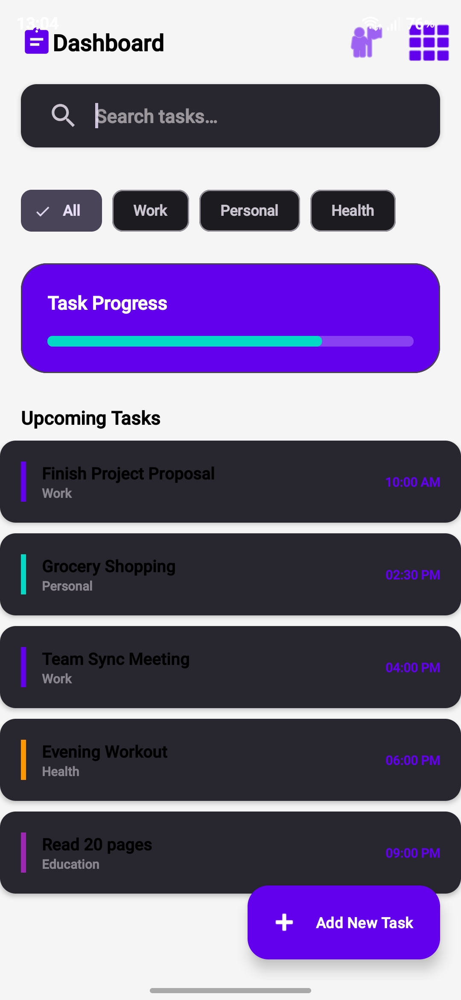 13:04
76%
Dashboard
Search tasks...
All
Work
Personal
Health
Task Progress
Upcoming Tasks
Finish Project Proposal
Work
10:00 AM
Grocery Shopping
Personal
02:30 PM
Team Sync Meeting
Work
04:00 PM
Evening Workout
Health
06:00 PM
Read 20 pages
Education
09:00 PM
Add New Task